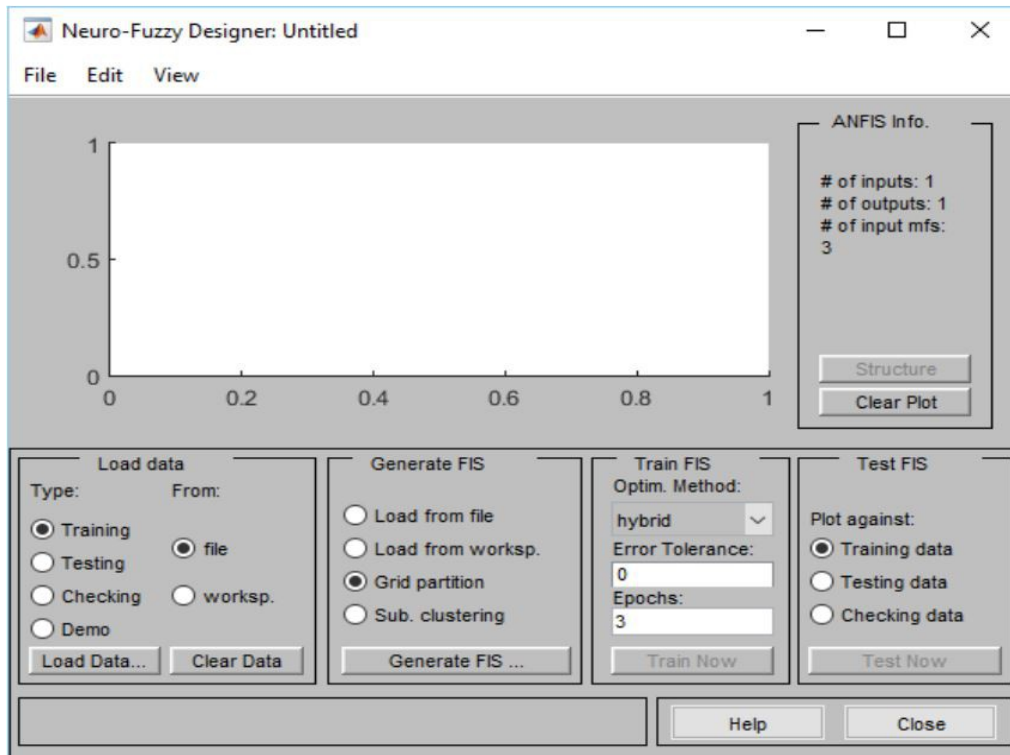 Neuro-Fuzzy Designer: Untitled
File Edit View
1
0.5
0
0 0.2 0.4 0.6 0.8 1
ANFIS Info.
# of inputs: 1
# of outputs: 1
# of input mfs:
3
Structure
Clear Plot
Load data
Type: From:
Training
file
Testing
Checking
worksp.
Demo
Load Data... Clear Data
Generate FIS
Load from file
Load from worksp.
Grid partition
Sub. clustering
Generate FIS ...
Train FIS
Optim. Method:
hybrid
Error Tolerance:
0
Epochs:
3
Train Now
Test FIS
Plot against:
Training data
Testing data
Checking data
Test Now
Help Close